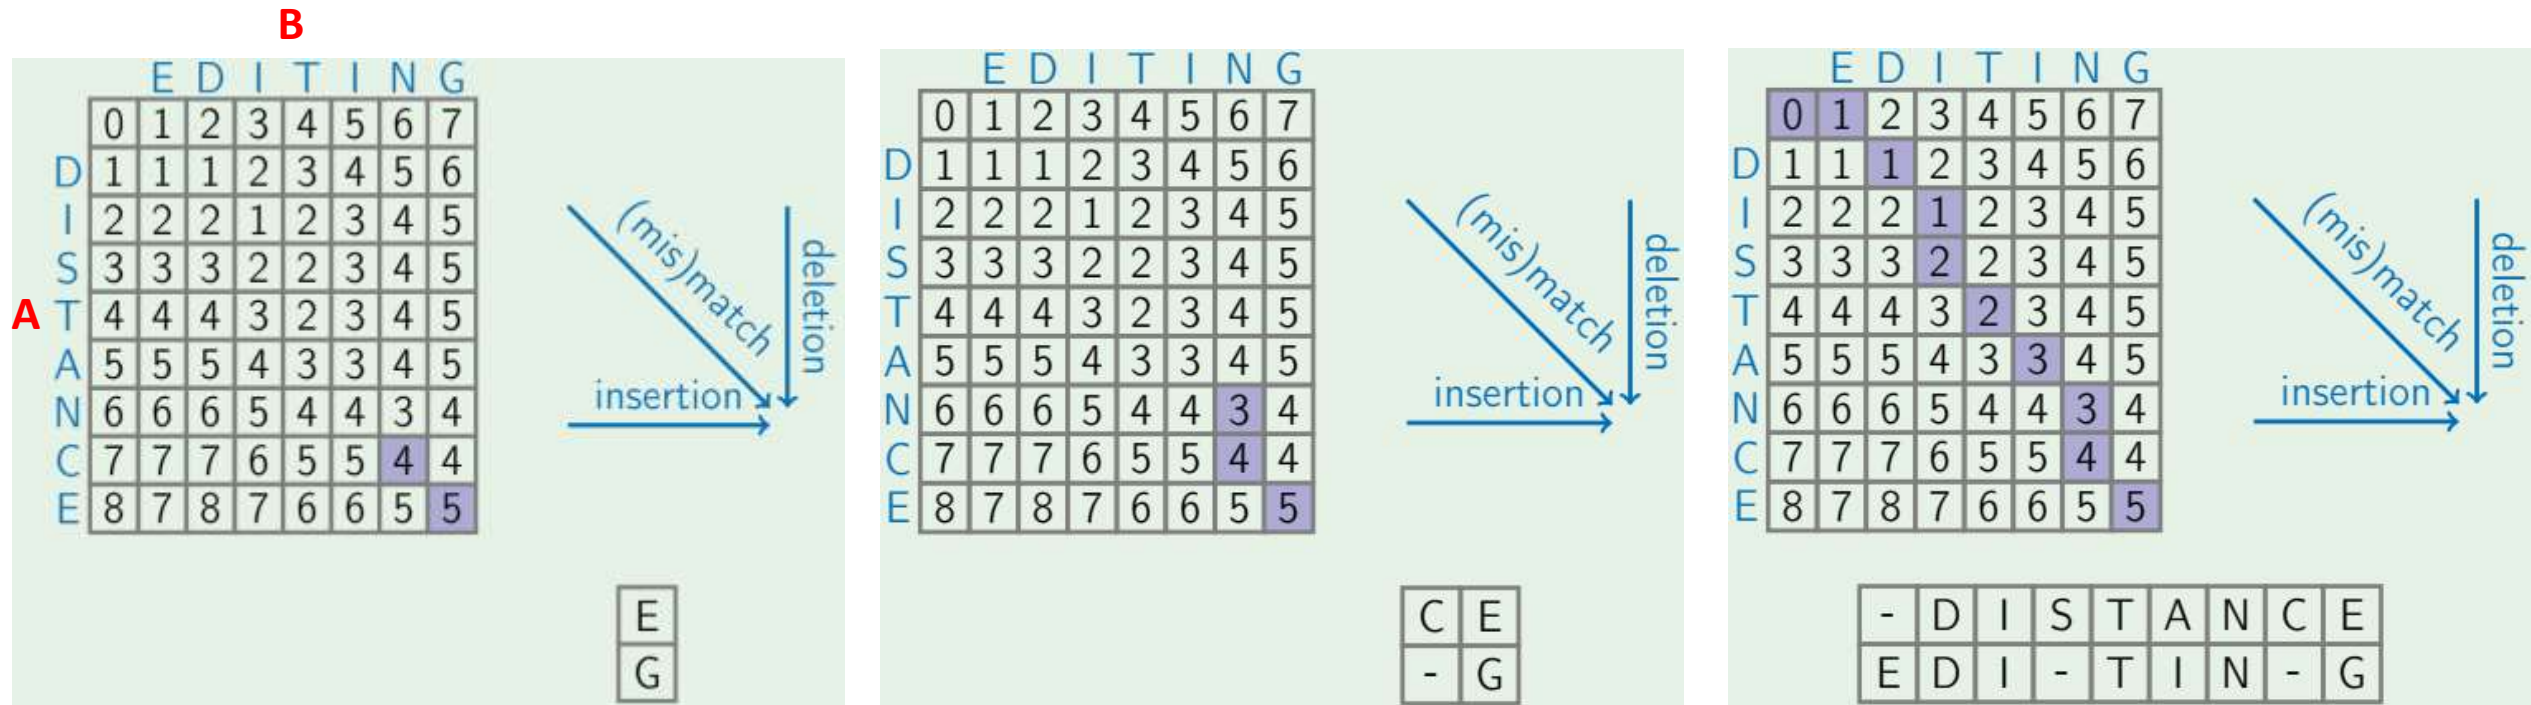 B
E D I T I N G
0 1 2 3 4 5 6 7
D 1 1 1 2 3 4 5 6
I 2 2 2 1 2 3 4 5
S 3 3 3 2 2 3 4 5
A T 4 4 4 3 2 3 4 5
A 5 5 5 4 3 3 4 5
N 6 6 6 5 4 4 3 4
C 7 7 7 6 5 5 4 4
E 8 7 8 7 6 6 5 5
(mis)match
deletion
insertion
E
G
E D I T I N G
0 1 2 3 4 5 6 7
D 1 1 1 2 3 4 5 6
I 2 2 2 1 2 3 4 5
S 3 3 3 2 2 3 4 5
T 4 4 4 3 2 3 4 5
A 5 5 5 4 3 3 4 5
N 6 6 6 5 4 4 3 4
C 7 7 7 6 5 5 4 4
E 8 7 8 7 6 6 5 5
(mis)match
deletion
insertion
C E
- G
E D I T I N G
0 1 2 3 4 5 6 7
D 1 1 1 2 3 4 5 6
I 2 2 2 1 2 3 4 5
S 3 3 3 2 2 3 4 5
T 4 4 4 3 2 3 4 5
A 5 5 5 4 3 3 4 5
N 6 6 6 5 4 4 3 4
C 7 7 7 6 5 5 4 4
E 8 7 8 7 6 6 5 5
(mis)match
deletion
insertion
- D I S T A N C E
E D I - T I N - G